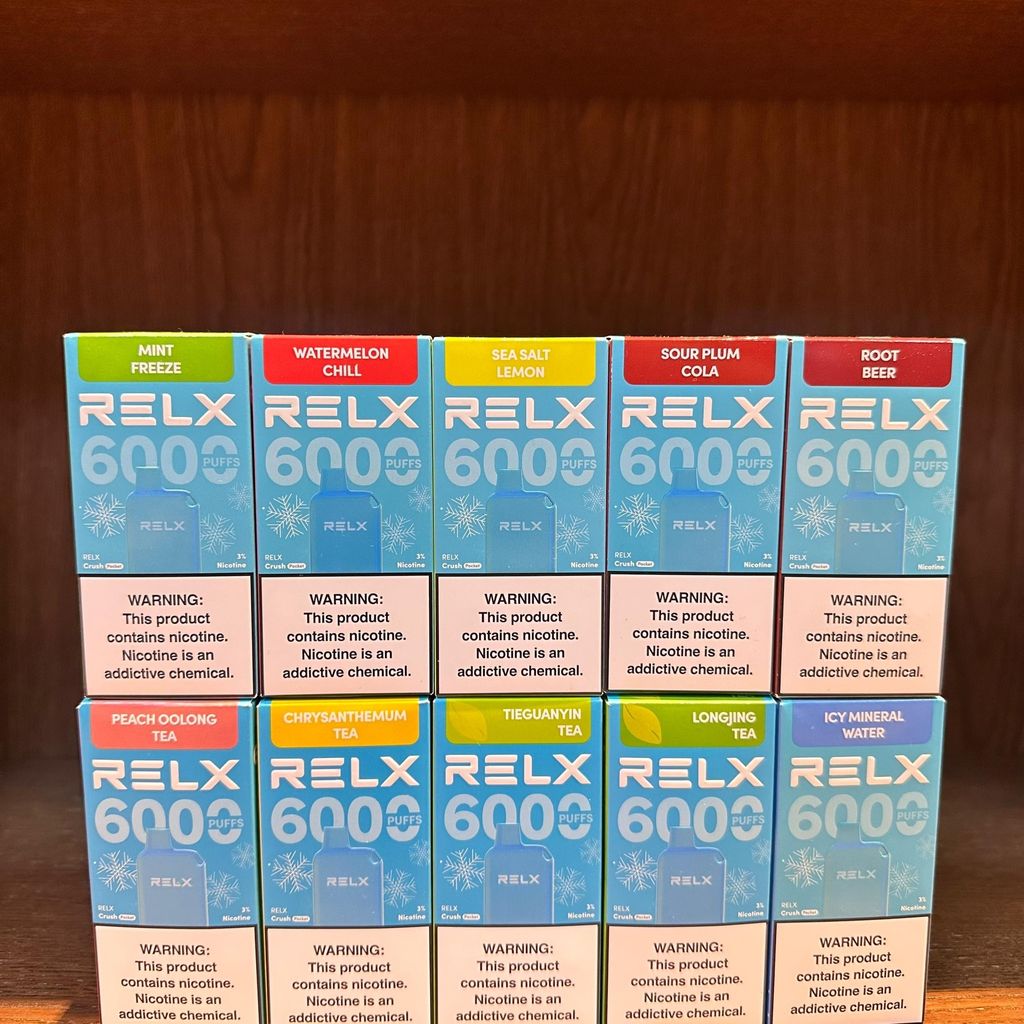 MINT
FREEZE
RELX
6000
PUFFS
RELX
RELX
Crush Pocket
3%
Nicotine
WARNING:
This product
contains nicotine.
Nicotine is an
addictive chemical.
WATERMELON
CHILL
RELX
6000
PUFFS
RELX
RELX
Crush Pocket
3%
Nicotine
WARNING:
This product
contains nicotine.
Nicotine is an
addictive chemical.
SEA SALT
LEMON
RELX
6000
PUFFS
RELX
RELX
Crush Pocket
3%
Nicotine
WARNING:
This product
contains nicotine.
Nicotine is an
addictive chemical.
SOUR PLUM
COLA
RELX
6000
PUFFS
RELX
RELX
Crush Pocket
3%
Nicotine
WARNING:
This product
contains nicotine.
Nicotine is an
addictive chemical.
ROOT
BEER
RELX
6000
PUFFS
RELX
RELX
Crush Pocket
3%
Nicotine
WARNING:
This product
contains nicotine.
Nicotine is an
addictive chemical.
PEACH OOLONG
TEA
RELX
6000
PUFFS
RELX
RELX
Crush Pocket
3%
Nicotine
WARNING:
This product
contains nicotine.
Nicotine is an
addictive chemical.
CHRYSANTHEMUM
TEA
RELX
6000
PUFFS
RELX
RELX
Crush Pocket
3%
Nicotine
WARNING:
This product
contains nicotine.
Nicotine is an
addictive chemical.
TIEGUANYIN
TEA
RELX
6000
PUFFS
RELX
RELX
Crush Pocket
3%
Nicotine
WARNING:
This product
contains nicotine.
Nicotine is an
addictive chemical.
LONGJING
TEA
RELX
6000
PUFFS
RELX
RELX
Crush Pocket
3%
Nicotine
WARNING:
This product
contains nicotine.
Nicotine is an
addictive chemical.
ICY MINERAL
WATER
RELX
6000
PUFFS
RELX
RELX
Crush Pocket
3%
Nicotine
WARNING:
This product
contains nicotine.
Nicotine is an
addictive chemical.